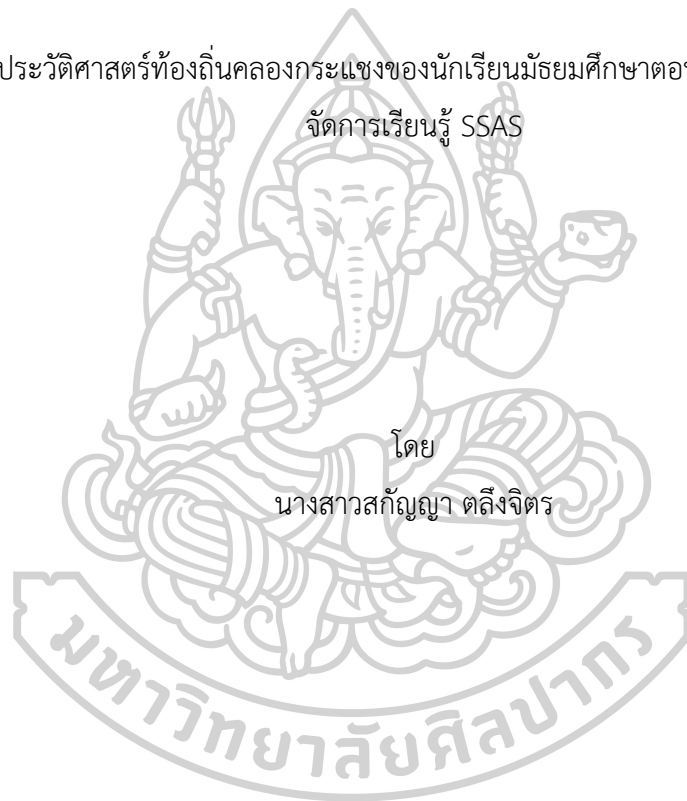 ประวัติศาสตร์ท้องถิ่นคลองกระแชงของนักเรียนมัธยมศึกษาตอน
จัดการเรียนรู้ SSAS
โดย
นางสาวสกัญญา ตลึงจิตร
มหาวิทยาลัยศิลปากร